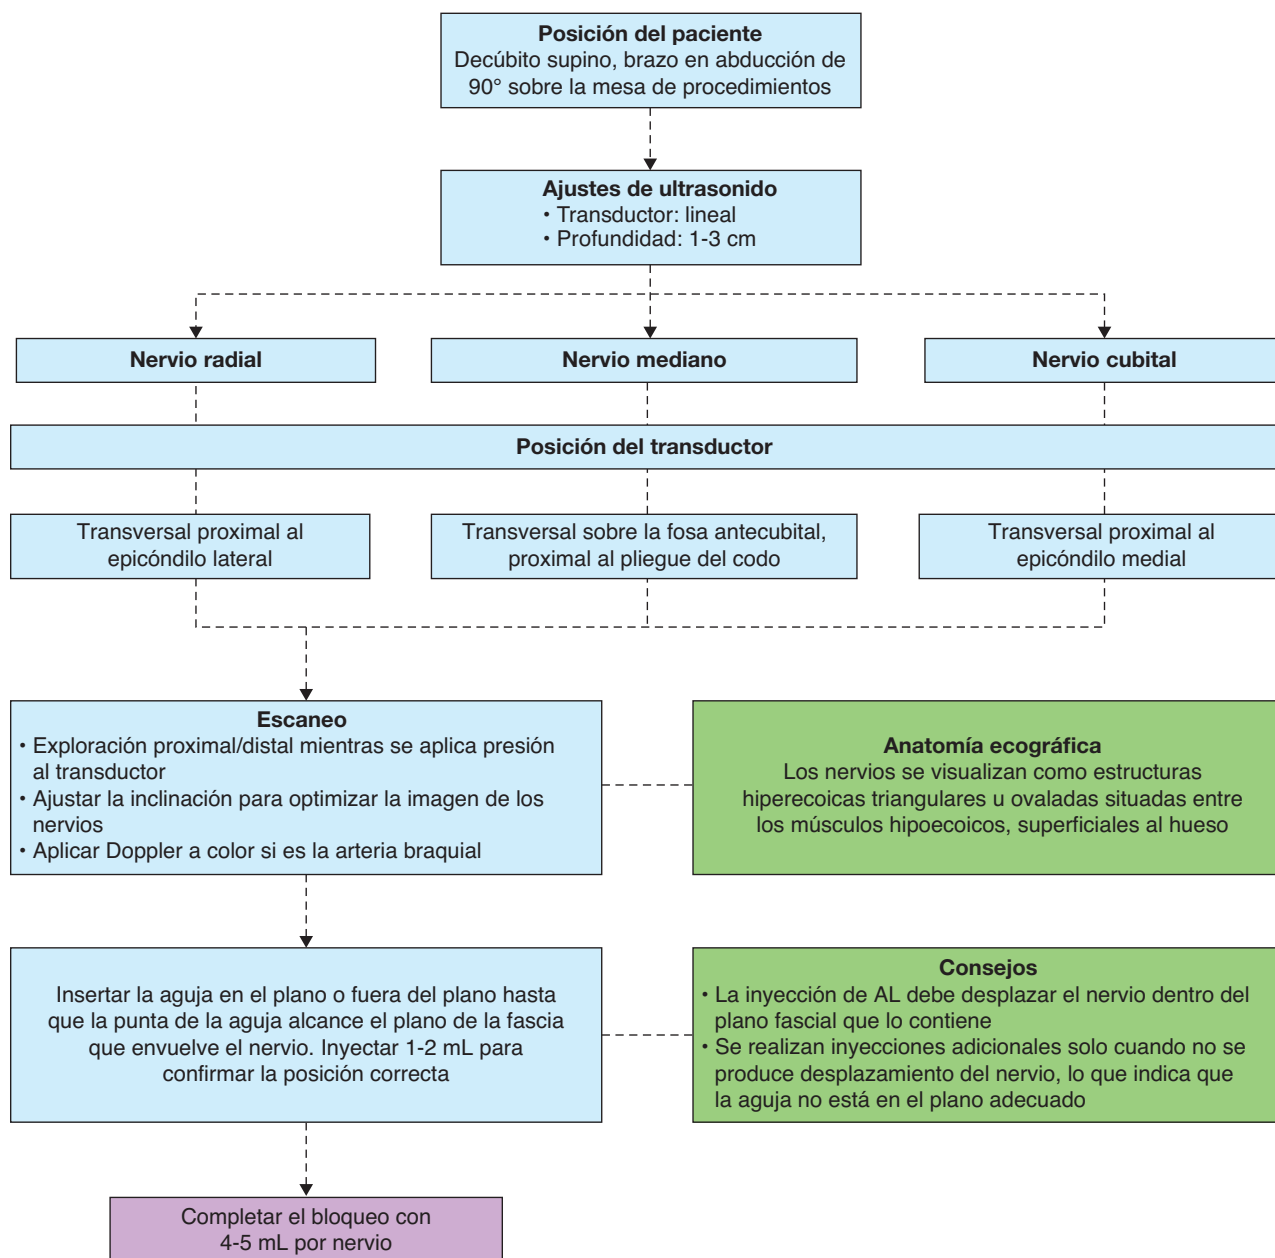 Posición del paciente
Decúbito supino, brazo en abducción de
90° sobre la mesa de procedimientos
Ajustes de ultrasonido
• Transductor: lineal
• Profundidad: 1-3 cm
Nervio radial
Nervio mediano
Nervio cubital
Posición del transductor
Transversal proximal al
epicóndilo lateral
Transversal sobre la fosa antecubital,
proximal al pliegue del codo
Transversal proximal al
epicóndilo medial
Escaneo
• Exploración proximal/distal mientras se aplica presión
al transductor
• Ajustar la inclinación para optimizar la imagen de los
nervios
• Aplicar Doppler a color si es la arteria braquial
Anatomía ecográfica
Los nervios se visualizan como estructuras
hiperecoicas triangulares u ovaladas situadas entre
los músculos hipoecoicos, superficiales al hueso
Insertar la aguja en el plano o fuera del plano hasta
que la punta de la aguja alcance el plano de la fascia
que envuelve el nervio. Inyectar 1-2 mL para
confirmar la posición correcta
Consejos
• La inyección de AL debe desplazar el nervio dentro del
plano fascial que lo contiene
• Se realizan inyecciones adicionales solo cuando no se
produce desplazamiento del nervio, lo que indica que
la aguja no está en el plano adecuado
Completar el bloqueo con
4-5 mL por nervio